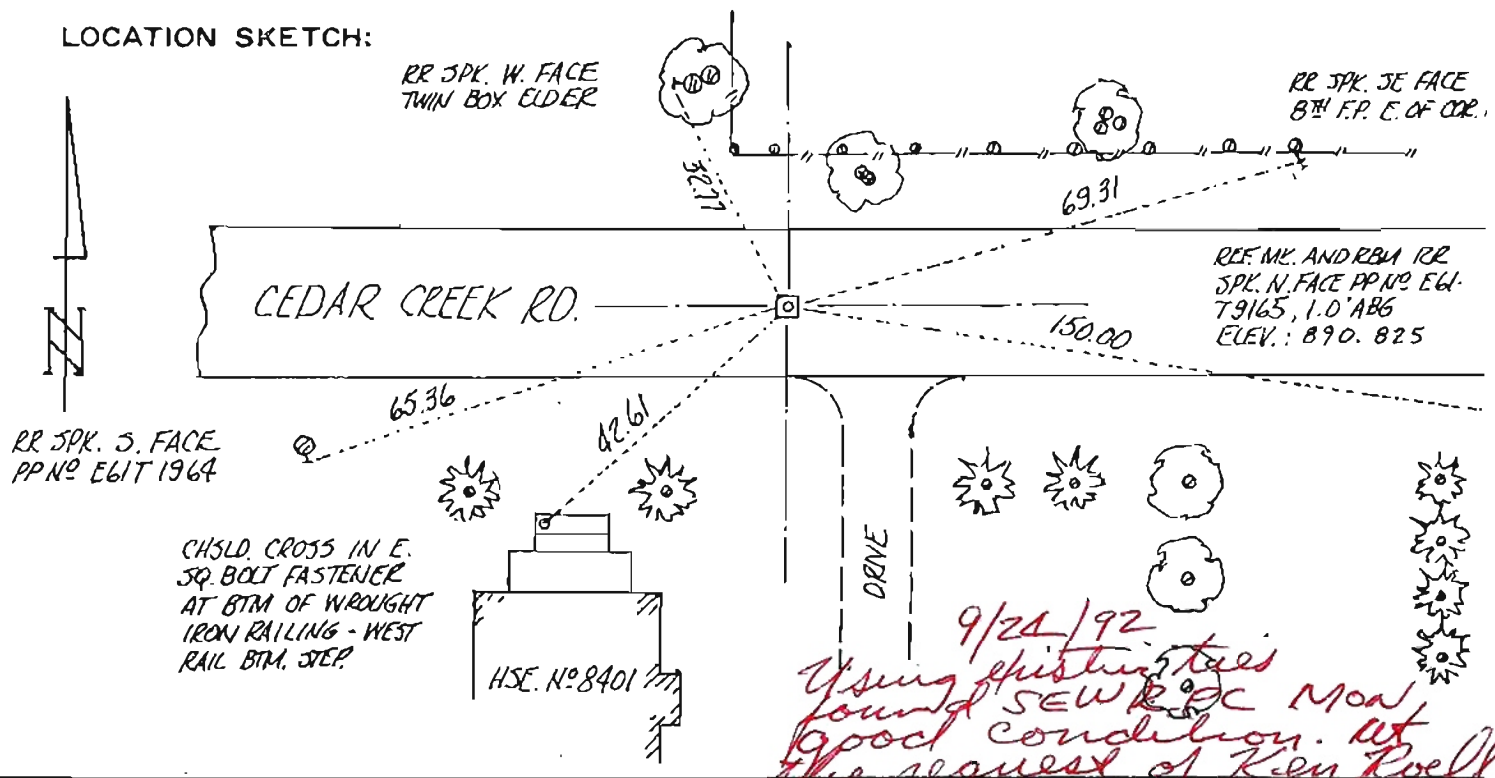 LOCATION SKETCH:
RR SPK. W. FACE
TWIN BOX ELDER
RR SPK. SE FACE
8TH F.P. E. OF COR.
32.77
69.31
CEDAR CREEK RD.
REF. MK. AND RBM RR
SPK. N. FACE PP Nº E61-
T9165, 1.0' ABG
ELEV.: 890.825
150.00
N
65.36
42.61
RR SPK. S. FACE
PP Nº E61T 1964
CHSLD. CROSS IN E.
SQ. BOLT FASTENER
AT BTM OF WROUGHT
IRON RAILING - WEST
RAIL BTM. STEP.
HSE. Nº 8401
DRIVE
9/24/92
Using existing ties
found SEWRPC MON,
good condition. At
the request of Ken